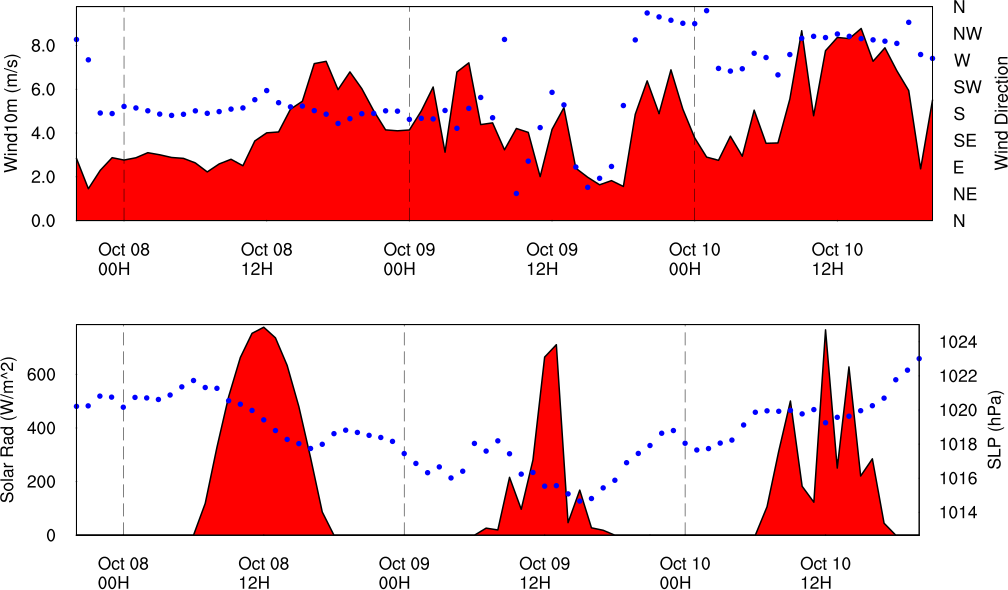 N
8.0
NW
W
6.0
SW
S
4.0
SE
E
2.0
NE
0.0
N
Wind10m (m/s)
Wind Direction
Oct 08
00H
Oct 08
12H
Oct 09
00H
Oct 09
12H
Oct 10
00H
Oct 10
12H
1024
600
1022
1020
400
1018
200
1016
1014
0
Solar Rad (W/m^2)
SLP (hPa)
Oct 08
00H
Oct 08
12H
Oct 09
00H
Oct 09
12H
Oct 10
00H
Oct 10
12H